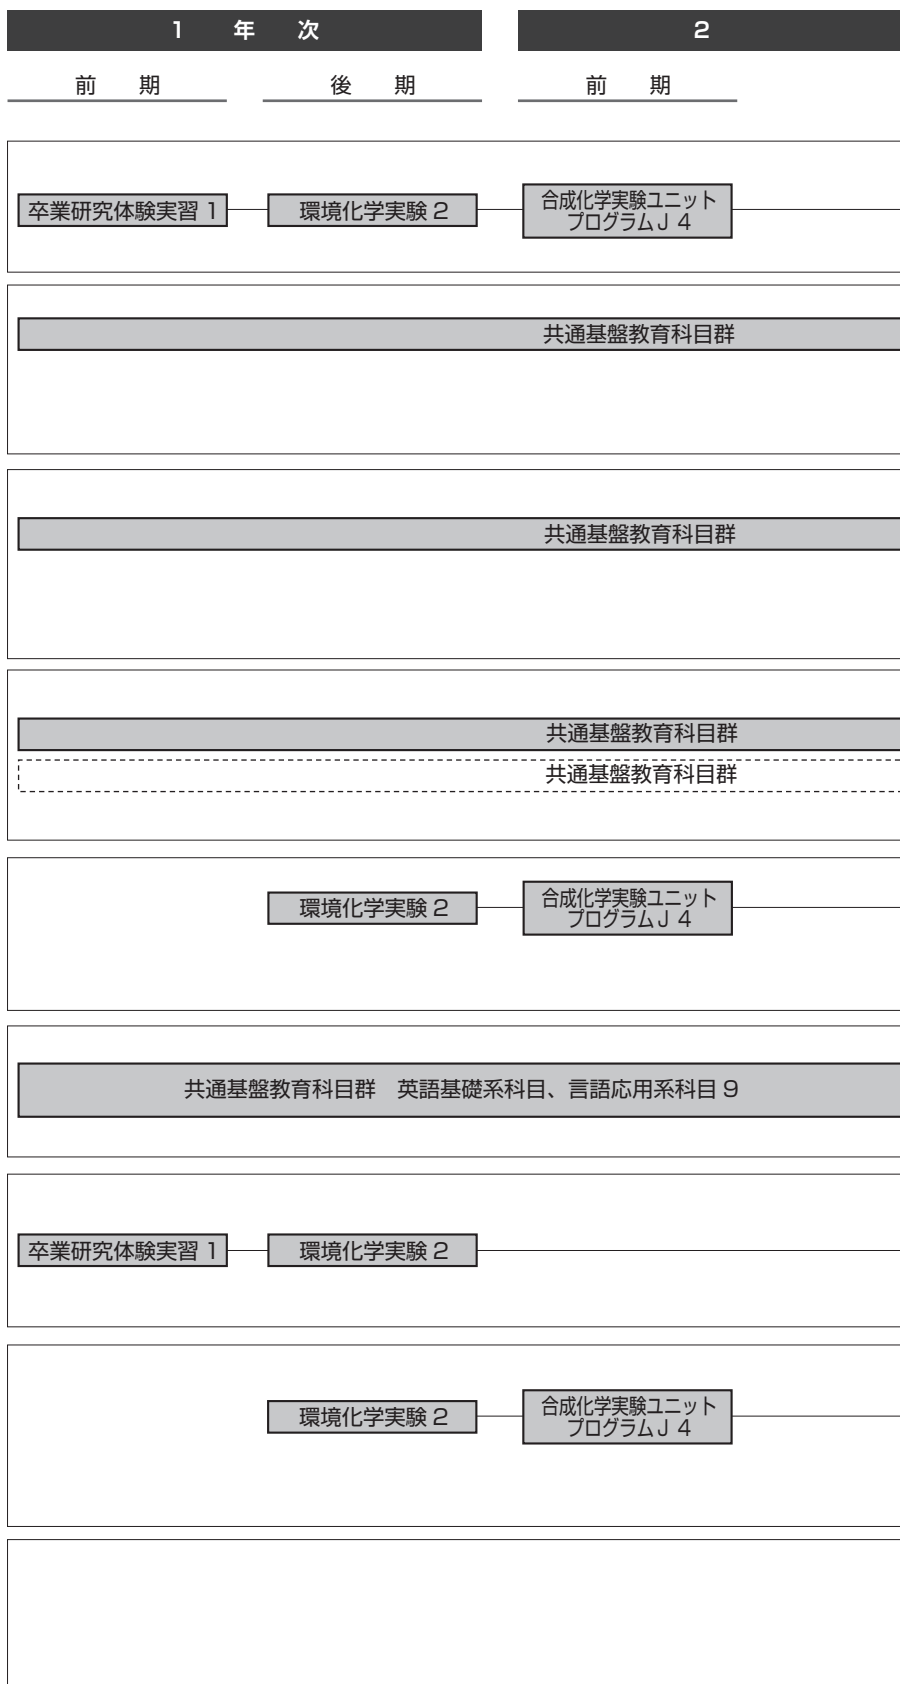 1 年 次
2
前 期
後 期
前 期
卒業研究体験実習 1
環境化学実験 2
合成化学実験ユニット
プログラムJ 4
共通基盤教育科目群
共通基盤教育科目群
共通基盤教育科目群
共通基盤教育科目群
環境化学実験 2
合成化学実験ユニット
プログラムJ 4
共通基盤教育科目群 英語基礎系科目、言語応用系科目 9
卒業研究体験実習 1
環境化学実験 2
環境化学実験 2
合成化学実験ユニット
プログラムJ 4